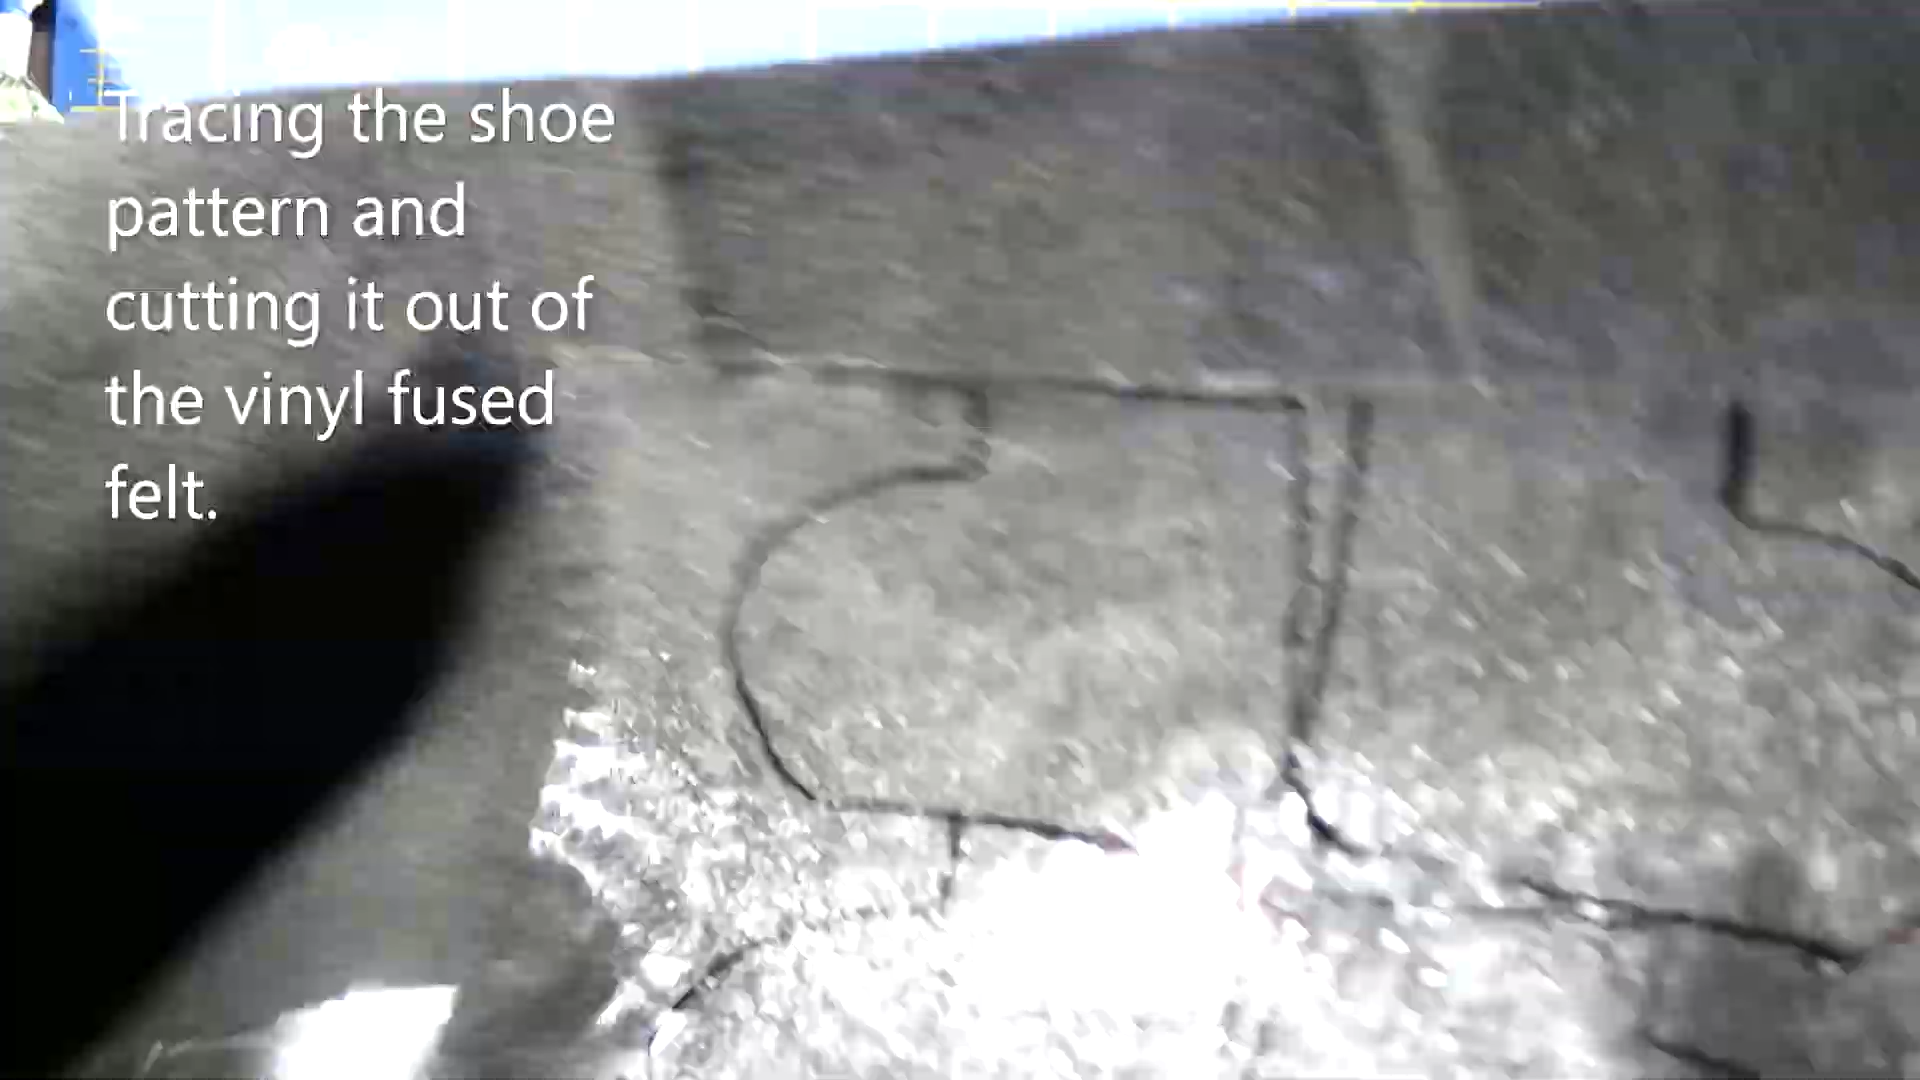 Tracing the shoe
pattern and
cutting it out of
the vinyl fused
felt.